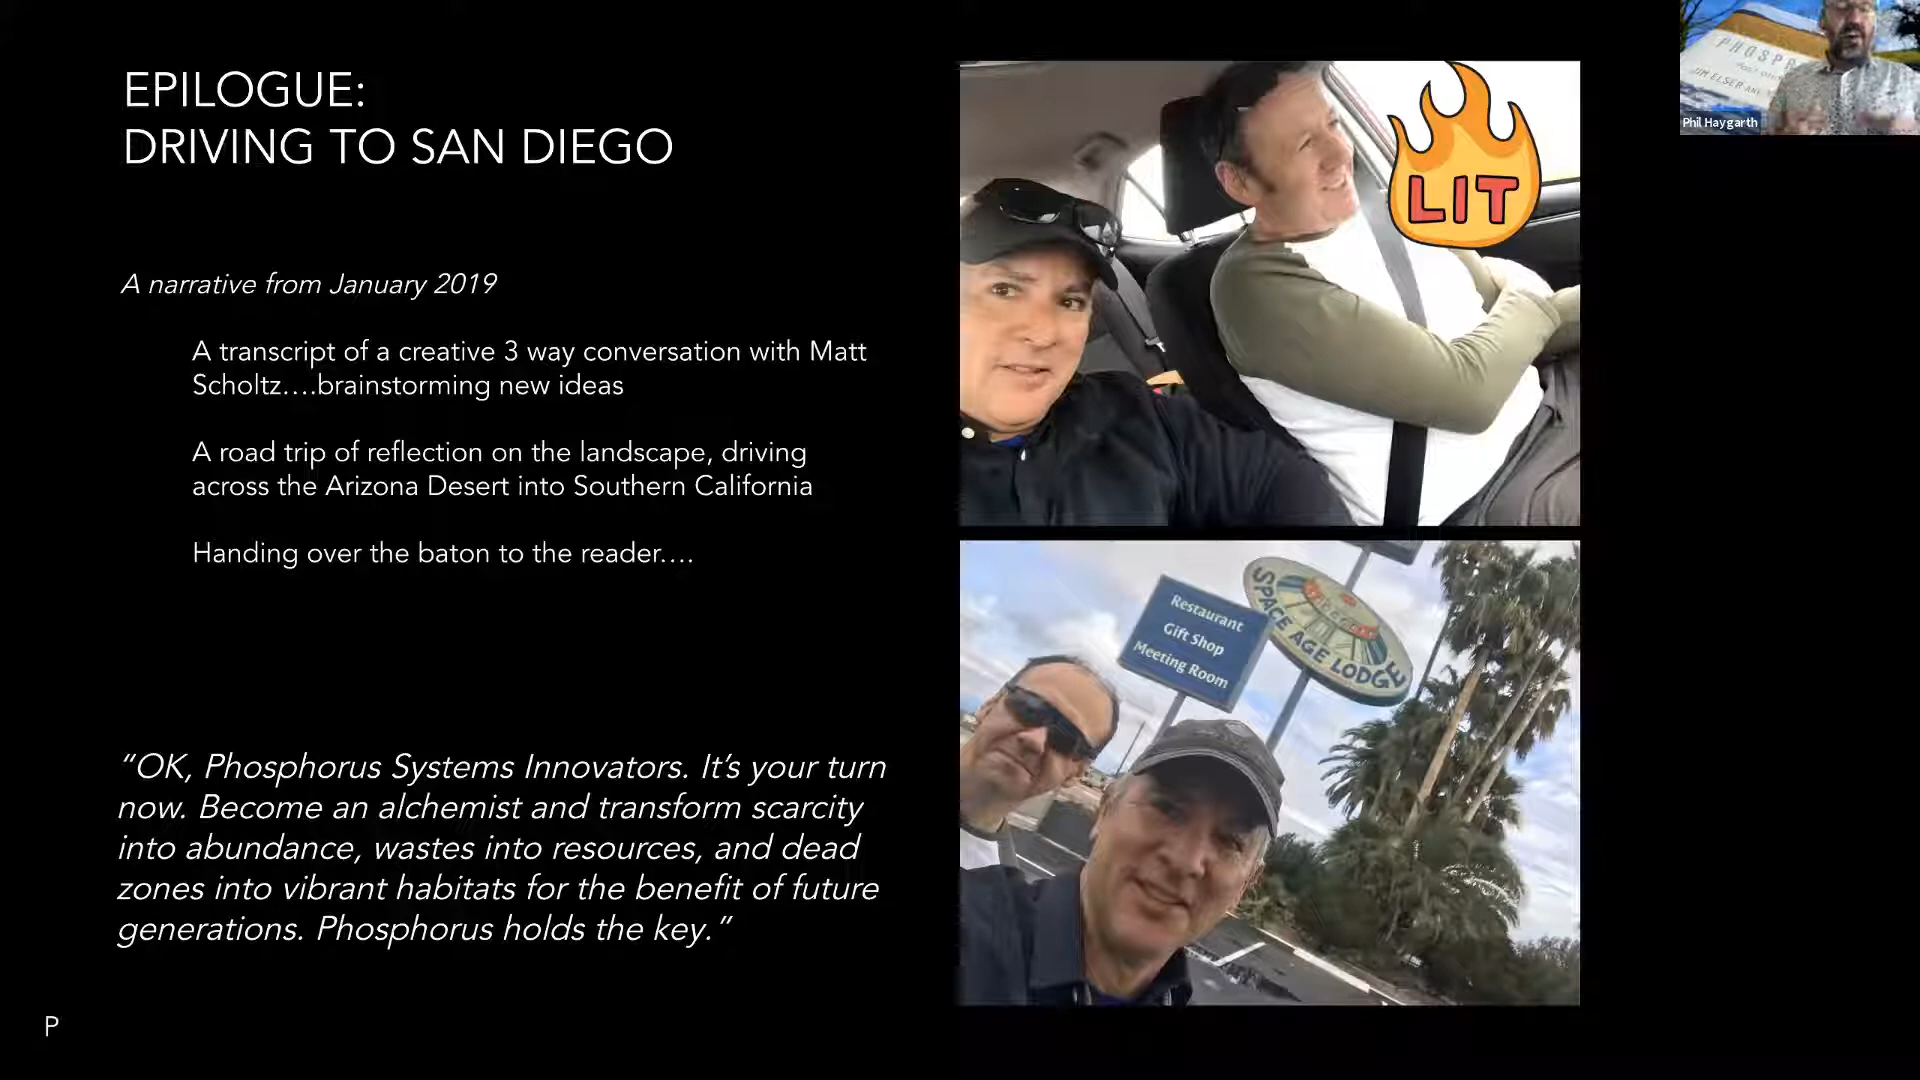 EPILOGUE:
DRIVING TO SAN DIEGO
A narrative from January 2019
A transcript of a creative 3 way conversation with Matt
Scholtz….brainstorming new ideas
A road trip of reflection on the landscape, driving
across the Arizona Desert into Southern California
Handing over the baton to the reader….
“OK, Phosphorus Systems Innovators. It’s your turn
now. Become an alchemist and transform scarcity
into abundance, wastes into resources, and dead
zones into vibrant habitats for the benefit of future
generations. Phosphorus holds the key.”
P
LIT
Restaurant
Gift Shop
Meeting Room
SPACE AGE LODGE
JIM ELSER
Phil Haygarth